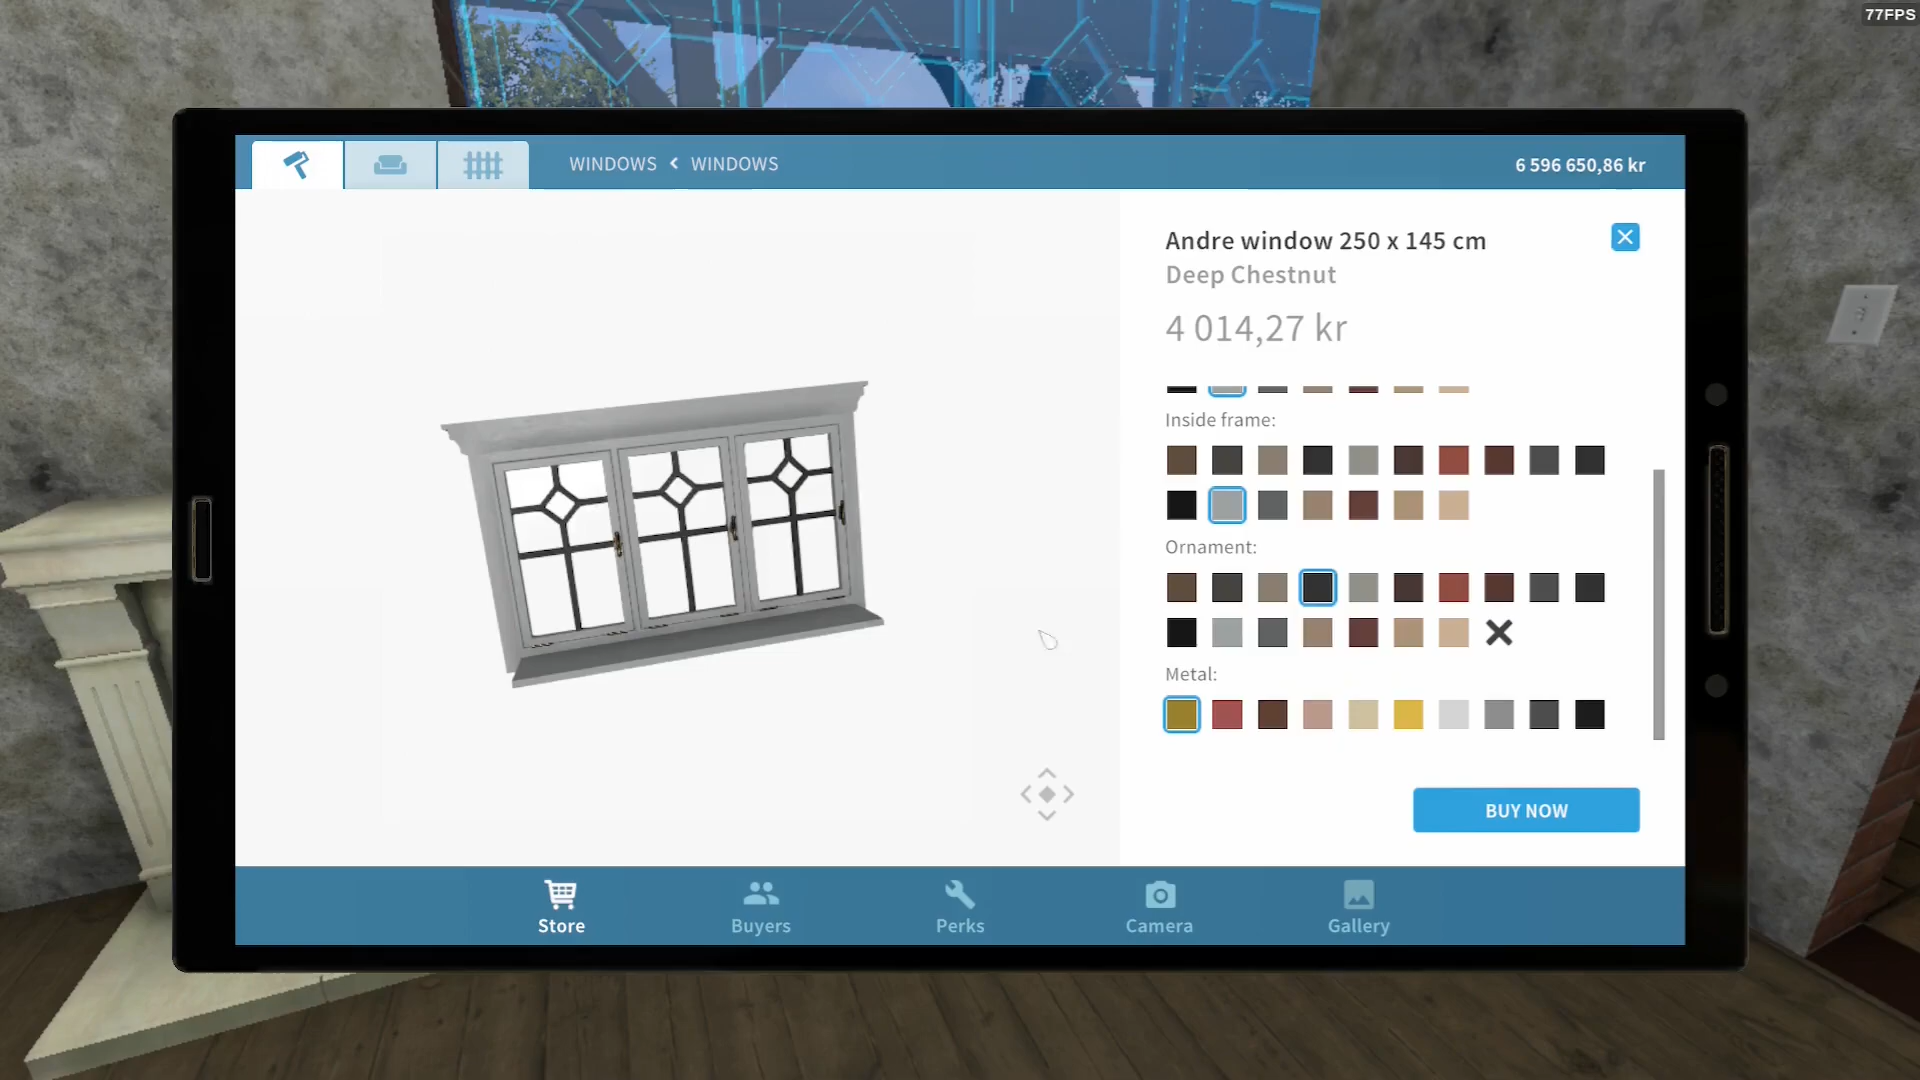 77FPS
WINDOWS < WINDOWS
6 596 650,86 kr
Andre window 250 x 145 cm
Deep Chestnut
4 014,27 kr
Inside frame:
Ornament:
Metal:
BUY NOW
Store
Buyers
Perks
Camera
Gallery